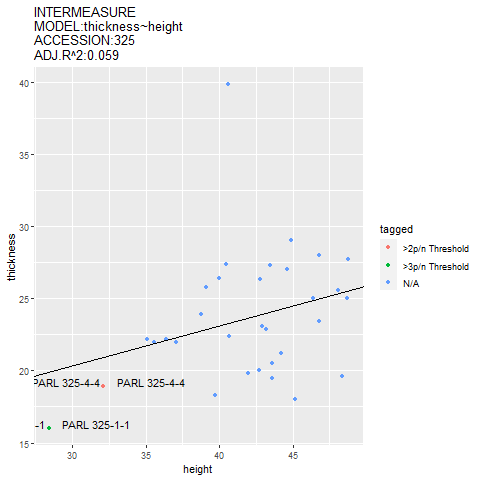 INTERMEASURE
MODEL:thickness~height
ACCESSION:325
ADJ.R^2:0.059
40
35
30
25
20
15
thickness
PARL 325-4-4 PARL 325-4-4
-1 PARL 325-1-1
30 35 40 45
height
tagged
>2p/n Threshold
>3p/n Threshold
N/A